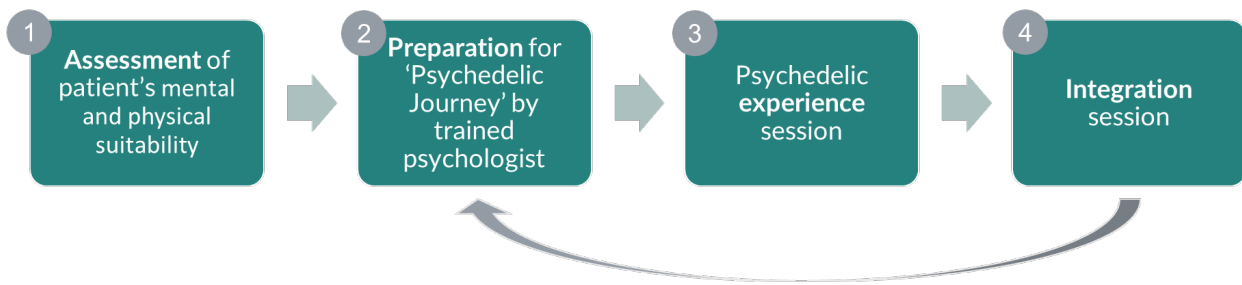 1
Assessment of
patient's mental
and physical
suitability
2
Preparation for
‘Psychedelic
Journey’ by
trained
psychologist
3
Psychedelic
experience
session
4
Integration
session